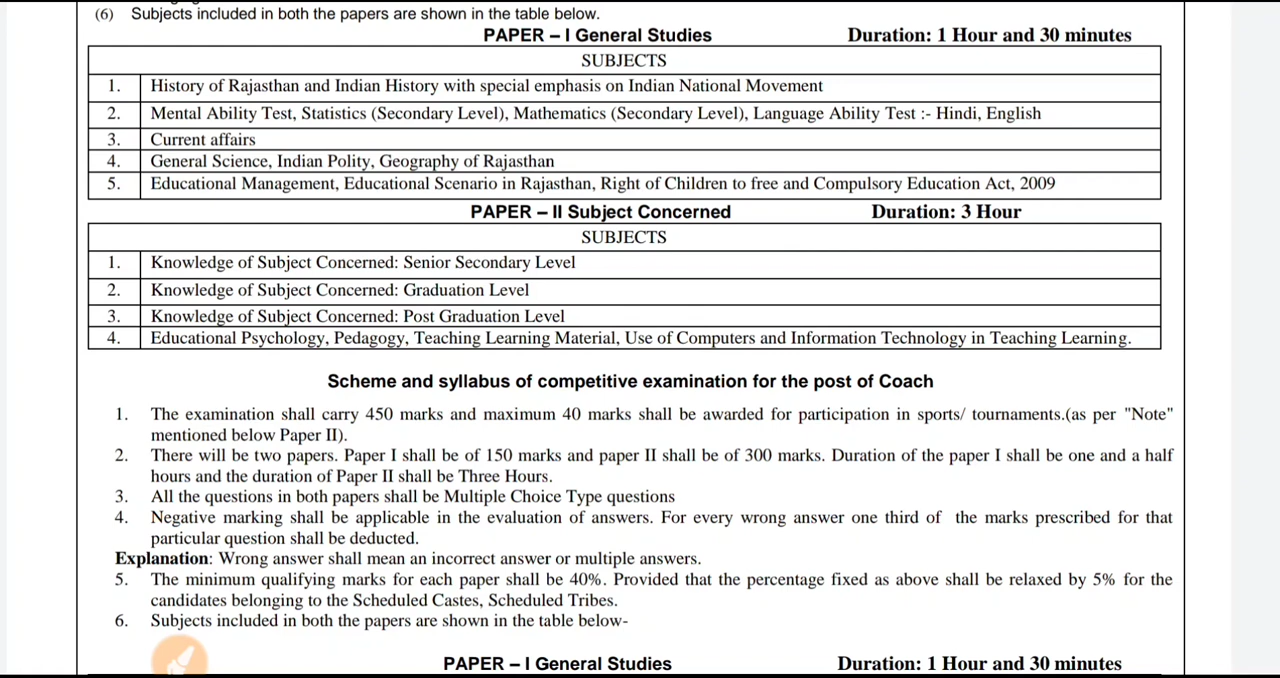 (6) Subjects included in both the papers are shown in the table below.
PAPER – I General Studies Duration: 1 Hour and 30 minutes
SUBJECTS
1. History of Rajasthan and Indian History with special emphasis on Indian National Movement
2. Mental Ability Test, Statistics (Secondary Level), Mathematics (Secondary Level), Language Ability Test :- Hindi, English
3. Current affairs
4. General Science, Indian Polity, Geography of Rajasthan
5. Educational Management, Educational Scenario in Rajasthan, Right of Children to free and Compulsory Education Act, 2009
PAPER – II Subject Concerned Duration: 3 Hour
SUBJECTS
1. Knowledge of Subject Concerned: Senior Secondary Level
2. Knowledge of Subject Concerned: Graduation Level
3. Knowledge of Subject Concerned: Post Graduation Level
4. Educational Psychology, Pedagogy, Teaching Learning Material, Use of Computers and Information Technology in Teaching Learning.
Scheme and syllabus of competitive examination for the post of Coach
1. The examination shall carry 450 marks and maximum 40 marks shall be awarded for participation in sports/ tournaments.(as per "Note"
mentioned below Paper II).
2. There will be two papers. Paper I shall be of 150 marks and paper II shall be of 300 marks. Duration of the paper I shall be one and a half
hours and the duration of Paper II shall be Three Hours.
3. All the questions in both papers shall be Multiple Choice Type questions
4. Negative marking shall be applicable in the evaluation of answers. For every wrong answer one third of the marks prescribed for that
particular question shall be deducted.
Explanation: Wrong answer shall mean an incorrect answer or multiple answers.
5. The minimum qualifying marks for each paper shall be 40%. Provided that the percentage fixed as above shall be relaxed by 5% for the
candidates belonging to the Scheduled Castes, Scheduled Tribes.
6. Subjects included in both the papers are shown in the table below-
PAPER – I General Studies Duration: 1 Hour and 30 minutes